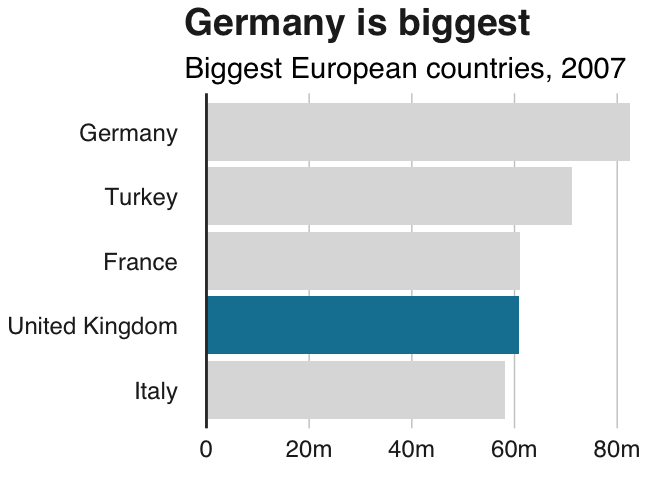 Germany is biggest
Biggest European countries, 2007
Germany
Turkey
France
United Kingdom
Italy
0 20m 40m 60m 80m